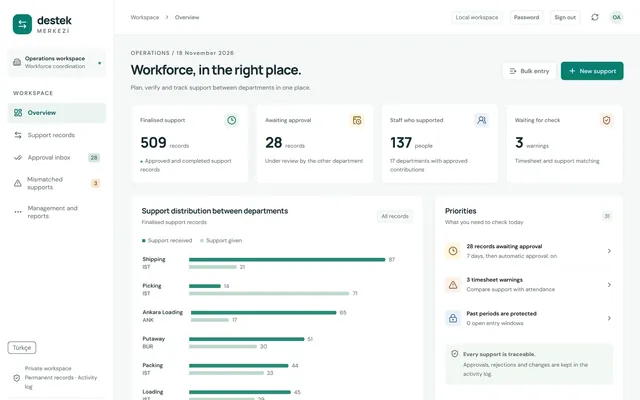 destek
MERKEZİ
Operations workspace
Workforce coordination
WORKSPACE
Overview
Support records
Approval inbox 28
Mismatched supports 3
Management and reports
Türkçe
Private workspace
Permanent records · Activity log
Workspace > Overview
Local workspace
Password
Sign out
OA
OPERATIONS / 18 November 2026
Workforce, in the right place.
Plan, verify and track support between departments in one place.
Bulk entry
+ New support
Finalised support
509 records
Approved and completed support records
Awaiting approval
28 records
Under review by the other department
Staff who supported
137 people
17 departments with approved contributions
Waiting for check
3 warnings
Timesheet and support matching
Support distribution between departments
Finalised support records
All records
Support received
Support given
Shipping 87
IST 21
Picking 14
IST 71
Ankara Loading 65
ANK 17
Putaway 51
BUR 30
Packing 44
IST 33
Loading 45
IST 29
Priorities
What you need to check today
31
28 records awaiting approval
7 days, then automatic approval: on
3 timesheet warnings
Compare support with attendance
Past periods are protected
0 open entry windows
Every support is traceable.
Approvals, rejections and changes are kept in the activity log.